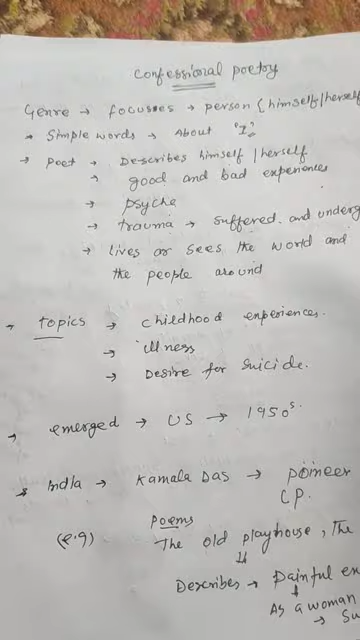 Confessional poetry
Genre → focusses → person {himself/herself
→ Simple words → About "I"
→ Poet → Describes himself/herself
→ good and bad experiences
→ psyche
→ trauma → suffered and underg
→ lives or sees the world and
the people around
→ topics → childhood experiences.
→ illness
→ Desire for suicide.
→ emerged → US → 1950s.
→ India → Kamala Das → poineer
C.P.
Poems
(e.g) The old playhouse, The
↓
Describes → Painful ex
↓
As a woman
→ Su